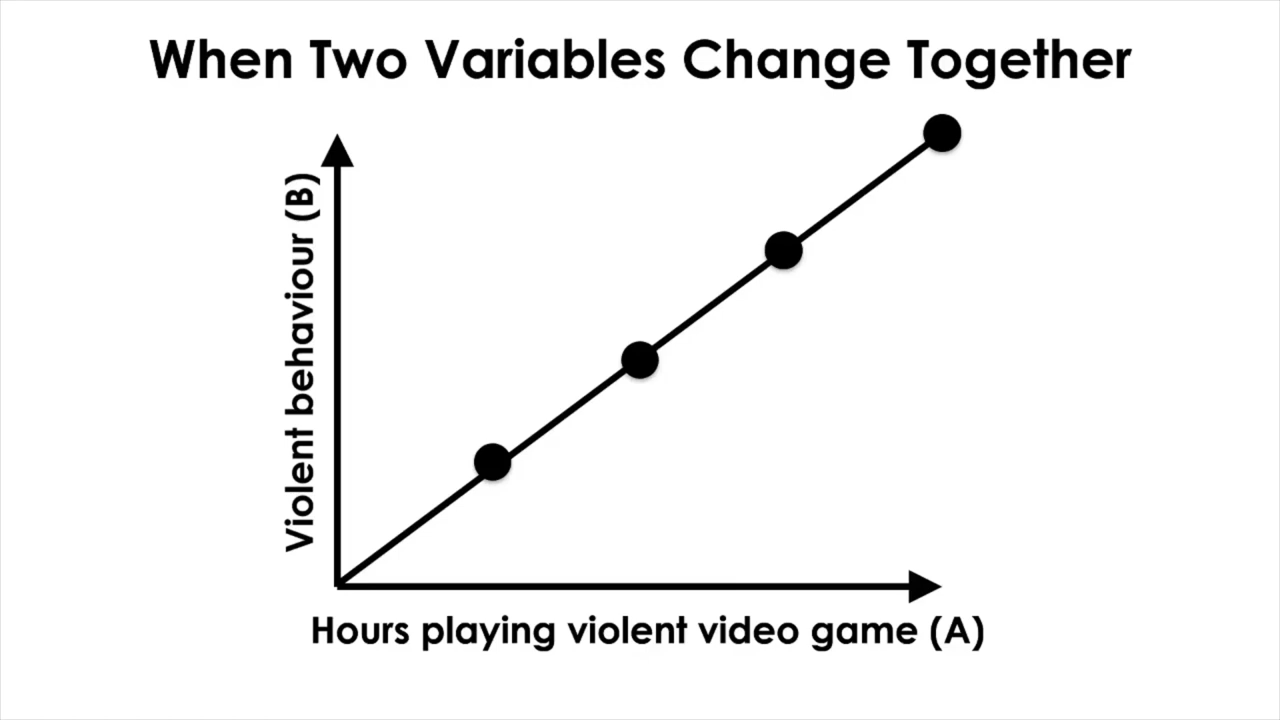 When Two Variables Change Together
Violent behaviour (B)
Hours playing violent video game (A)